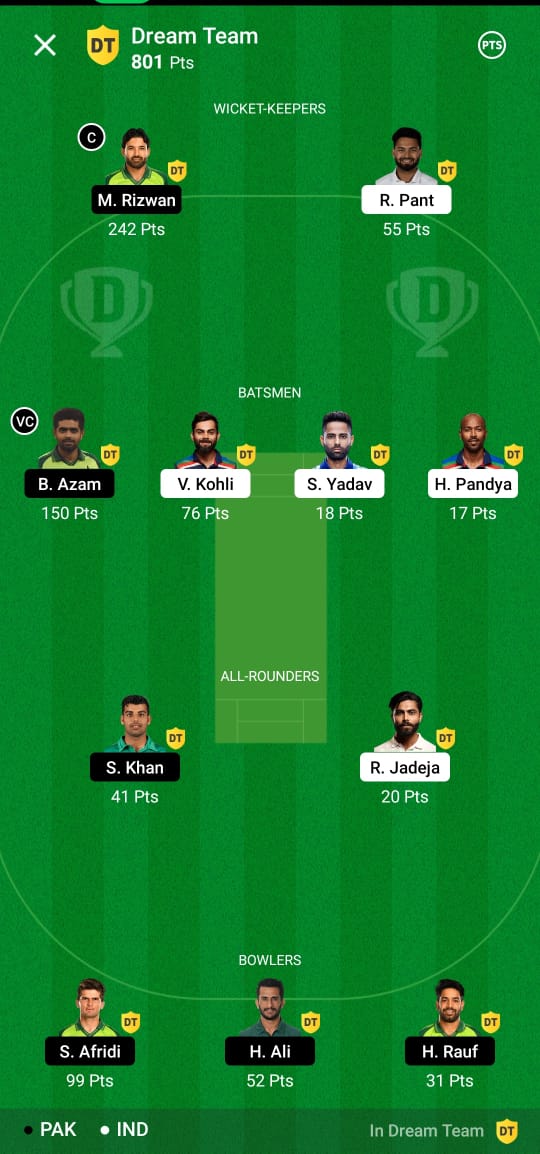 DT Dream Team PTS
801 Pts
WICKET-KEEPERS
C
DT DT
M. Rizwan R. Pant
242 Pts 55 Pts
D D
BATSMEN
VC
DT DT DT DT
B. Azam V. Kohli S. Yadav H. Pandya
150 Pts 76 Pts 18 Pts 17 Pts
ALL-ROUNDERS
DT DT
S. Khan R. Jadeja
41 Pts 20 Pts
BOWLERS
DT DT DT
S. Afridi H. Ali H. Rauf
99 Pts 52 Pts 31 Pts
PAK IND In Dream Team DT